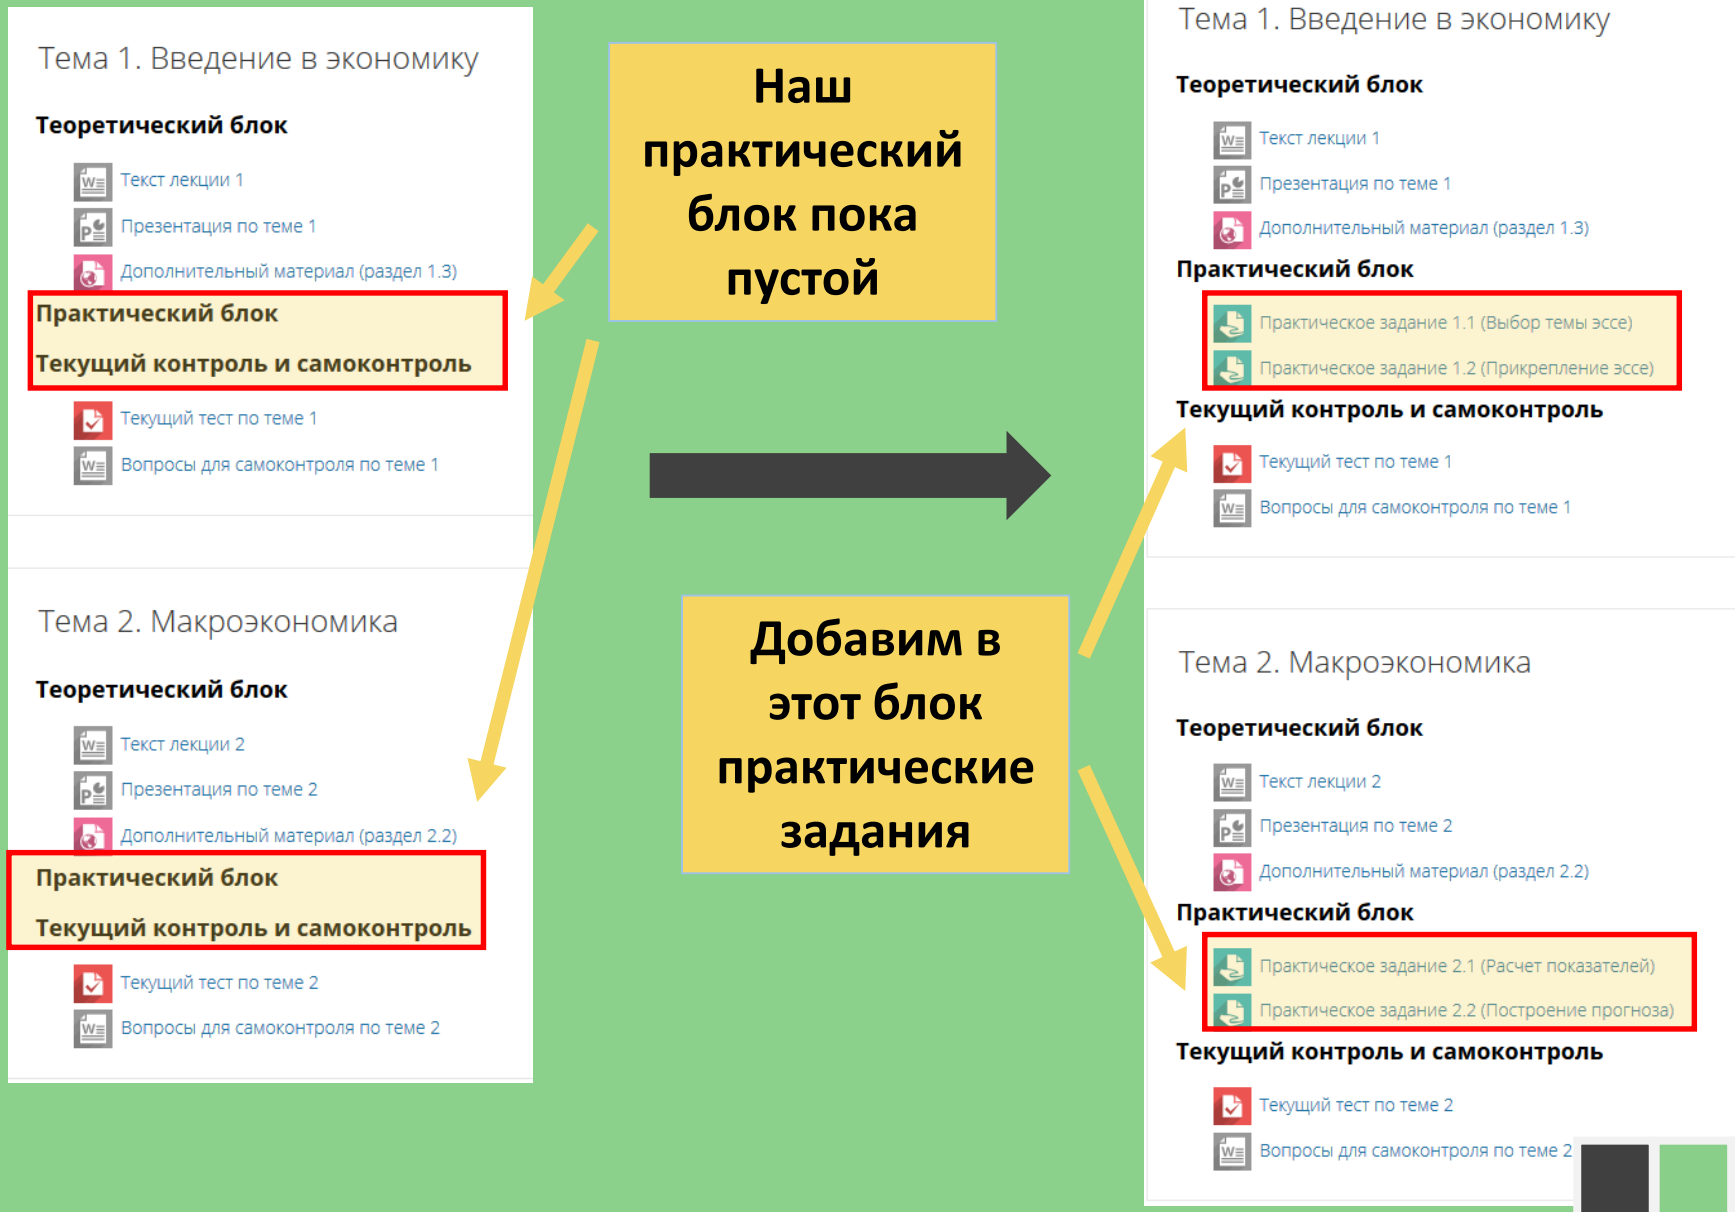 Тема 1. Введение в экономику
Теоретический блок
Текст лекции 1
Презентация по теме 1
Дополнительный материал (раздел 1.3)
Практический блок
Текущий контроль и самоконтроль
Текущий тест по теме 1
Вопросы для самоконтроля по теме 1
Тема 2. Макроэкономика
Теоретический блок
Текст лекции 2
Презентация по теме 2
Дополнительный материал (раздел 2.2)
Практический блок
Текущий контроль и самоконтроль
Текущий тест по теме 2
Вопросы для самоконтроля по теме 2
Наш
практический
блок пока
пустой
Добавим в
этот блок
практические
задания
Тема 1. Введение в экономику
Теоретический блок
Текст лекции 1
Презентация по теме 1
Дополнительный материал (раздел 1.3)
Практический блок
Практическое задание 1.1 (Выбор темы эссе)
Практическое задание 1.2 (Прикрепление эссе)
Текущий контроль и самоконтроль
Текущий тест по теме 1
Вопросы для самоконтроля по теме 1
Тема 2. Макроэкономика
Теоретический блок
Текст лекции 2
Презентация по теме 2
Дополнительный материал (раздел 2.2)
Практический блок
Практическое задание 2.1 (Расчет показателей)
Практическое задание 2.2 (Построение прогноза)
Текущий контроль и самоконтроль
Текущий тест по теме 2
Вопросы для самоконтроля по теме 2